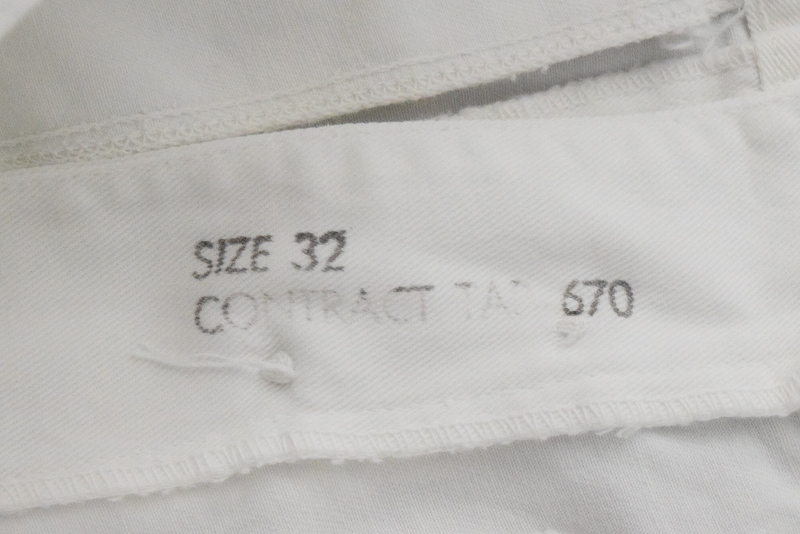 SIZE 32
CONTRACT 670